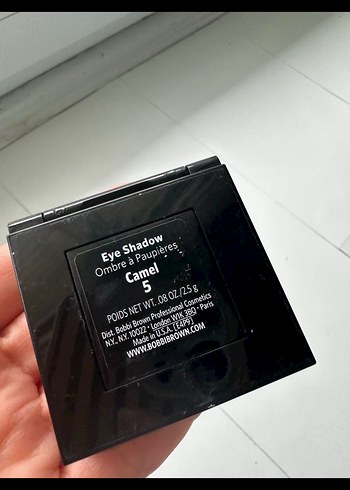 Eye Shadow
Ombre à Paupières
Camel
5
POIDS NET WT. .08 OZ./2.5 g
Dist. Bobbi Brown Professional Cosmetics
N.Y., N.Y. 10022 • London W1K 3BQ • Paris
Made in U.S.A. [EAP9]
WWW.BOBBIBROWN.COM